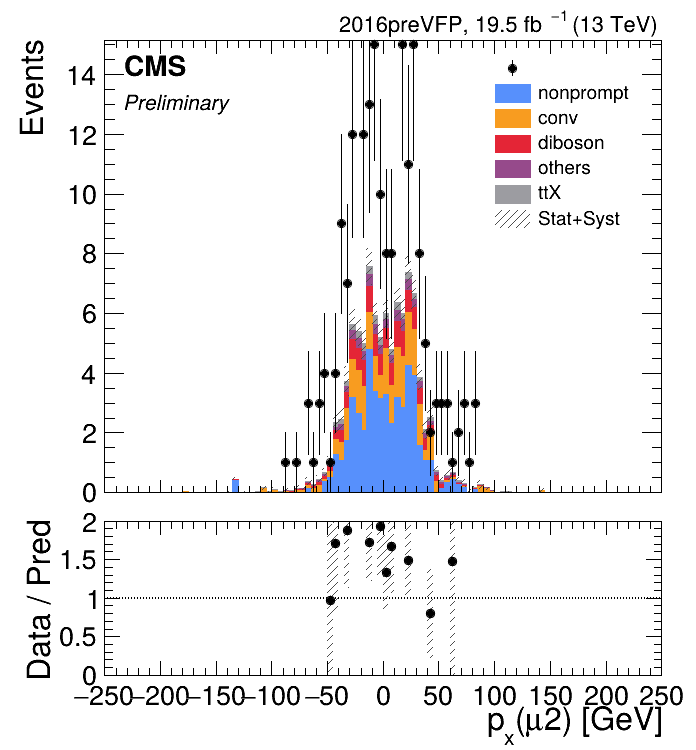 2016preVFP, 19.5 fb⁻¹ (13 TeV)
Events
CMS
Preliminary
nonprompt
conv
diboson
others
ttX
Stat+Syst
14
12
10
8
6
4
2
0
Data / Pred
2
1.5
1
0.5
0
−250 −200 −150 −100 −50 0 50 100 150 200 250
pₓ(μ2) [GeV]